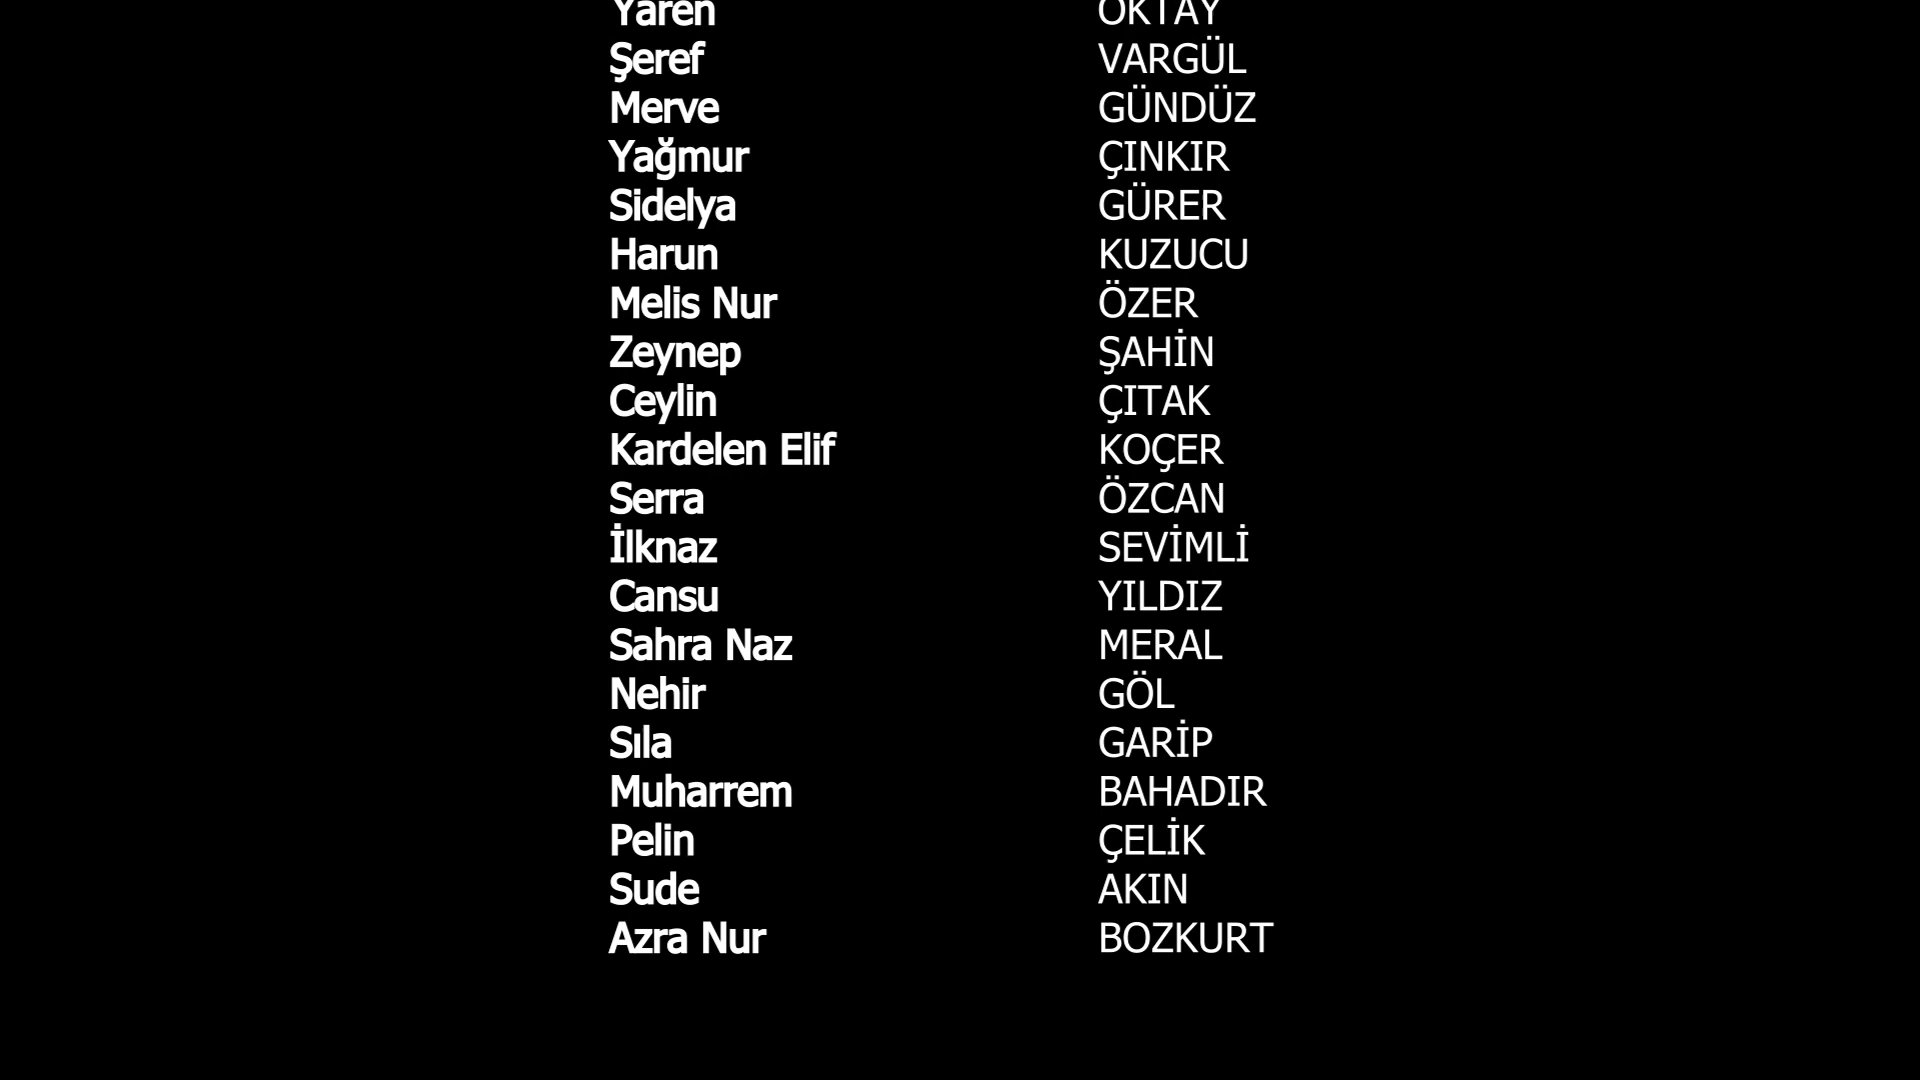 Yaren OKTAY
Şeref VARGÜL
Merve GÜNDÜZ
Yağmur ÇINKIR
Sidelya GÜRER
Harun KUZUCU
Melis Nur ÖZER
Zeynep ŞAHİN
Ceylin ÇITAK
Kardelen Elif KOÇER
Serra ÖZCAN
İlknaz SEVİMLİ
Cansu YILDIZ
Sahra Naz MERAL
Nehir GÖL
Sıla GARİP
Muharrem BAHADIR
Pelin ÇELİK
Sude AKIN
Azra Nur BOZKURT